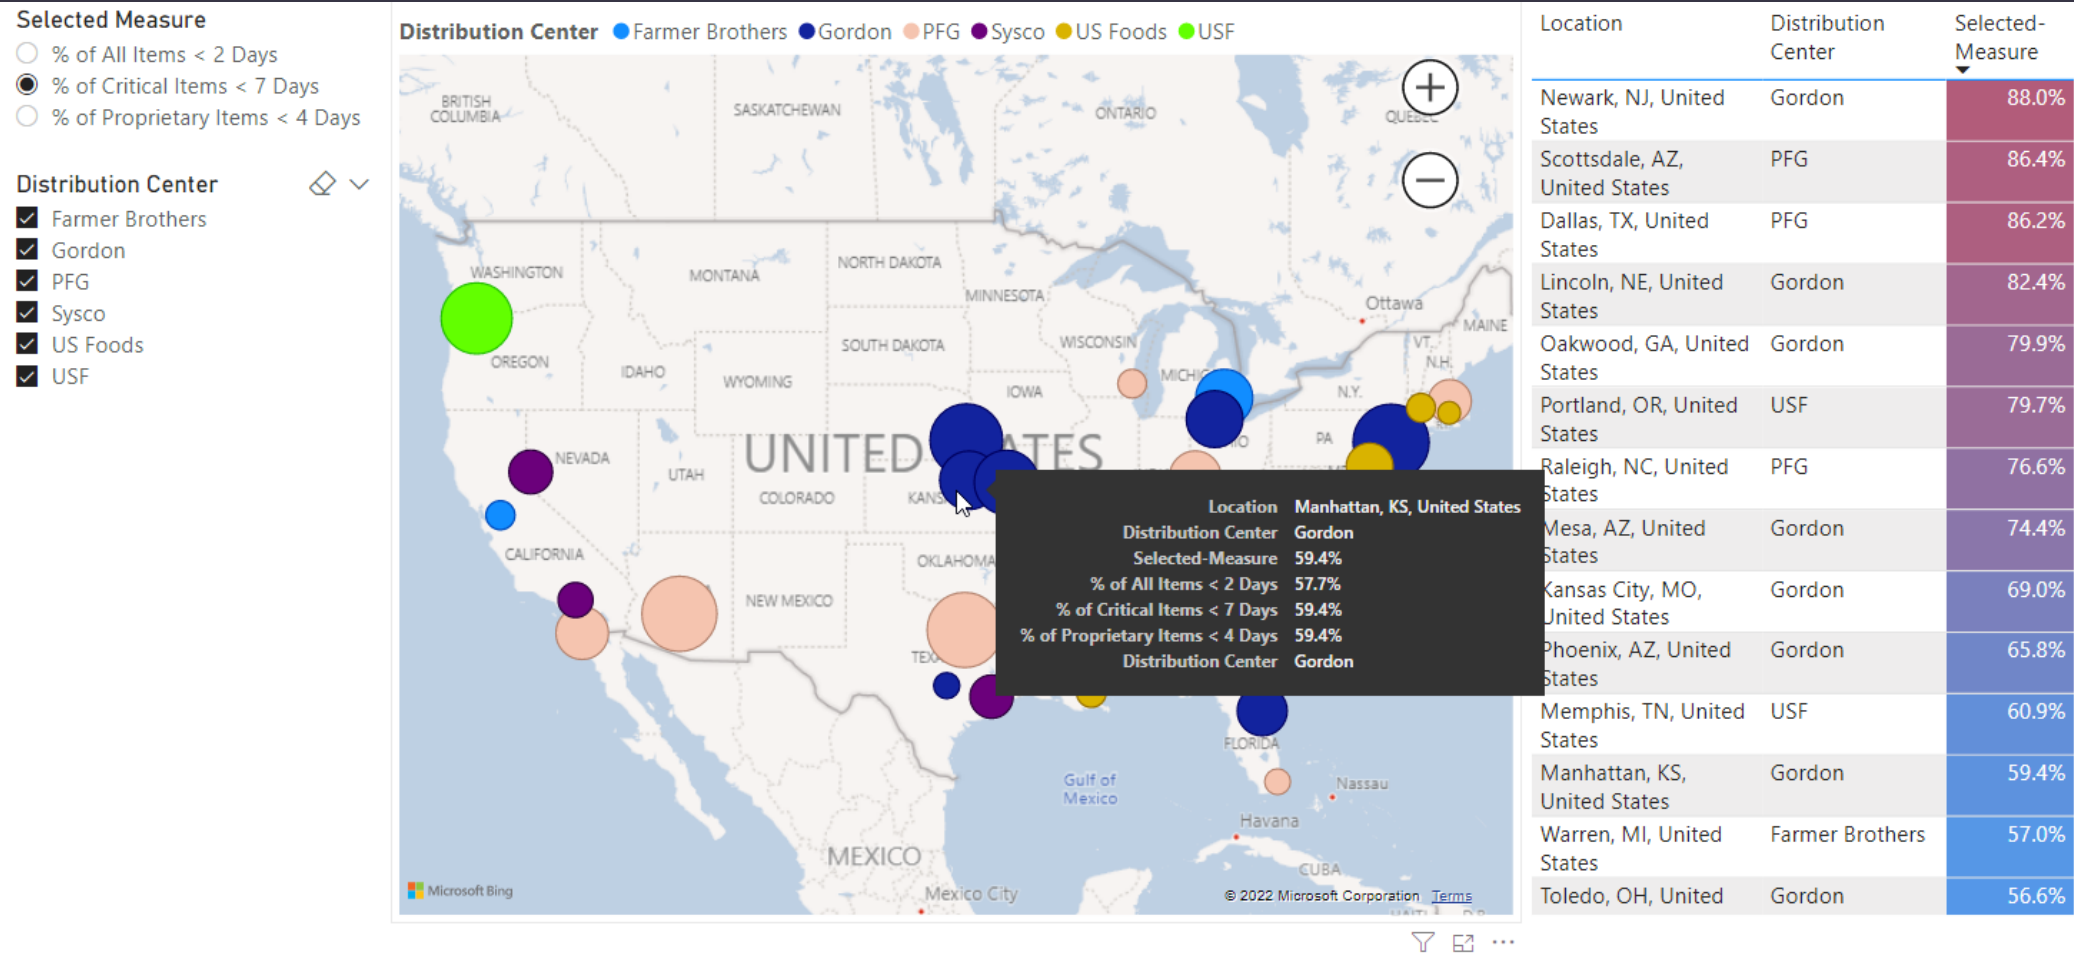 Selected Measure
% of All Items < 2 Days
% of Critical Items < 7 Days
% of Proprietary Items < 4 Days
Distribution Center
Farmer Brothers
Gordon
PFG
Sysco
US Foods
USF
Distribution Center Farmer Brothers Gordon PFG Sysco US Foods USF
BRITISH
COLUMBIA
SASKATCHEWAN
ONTARIO
WASHINGTON
MONTANA
NORTH DAKOTA
MINNESOTA
Ottawa
MAINE
OREGON
IDAHO
WYOMING
SOUTH DAKOTA
WISCONSIN
VT.
N.H.
IOWA
N.Y.
UNITED
PA
NEVADA
UTAH
COLORADO
CALIFORNIA
NEW MEXICO
FLORIDA
Gulf of
Mexico
Nassau
Havana
MEXICO
CUBA
Mexico City
Microsoft Bing
© 2022 Microsoft Corporation Terms
Location Manhattan, KS, United States
Distribution Center Gordon
Selected-Measure 59.4%
% of All Items < 2 Days 57.7%
% of Critical Items < 7 Days 59.4%
% of Proprietary Items < 4 Days 59.4%
Distribution Center Gordon
Location Distribution Selected-
Center Measure
Newark, NJ, United Gordon 88.0%
States
Scottsdale, AZ, PFG 86.4%
United States
Dallas, TX, United PFG 86.2%
States
Lincoln, NE, United Gordon 82.4%
States
Oakwood, GA, United Gordon 79.9%
States
Portland, OR, United USF 79.7%
States
Raleigh, NC, United PFG 76.6%
States
Mesa, AZ, United Gordon 74.4%
States
Kansas City, MO, Gordon 69.0%
United States
Phoenix, AZ, United Gordon 65.8%
States
Memphis, TN, United USF 60.9%
States
Manhattan, KS, Gordon 59.4%
United States
Warren, MI, United Farmer Brothers 57.0%
States
Toledo, OH, United Gordon 56.6%